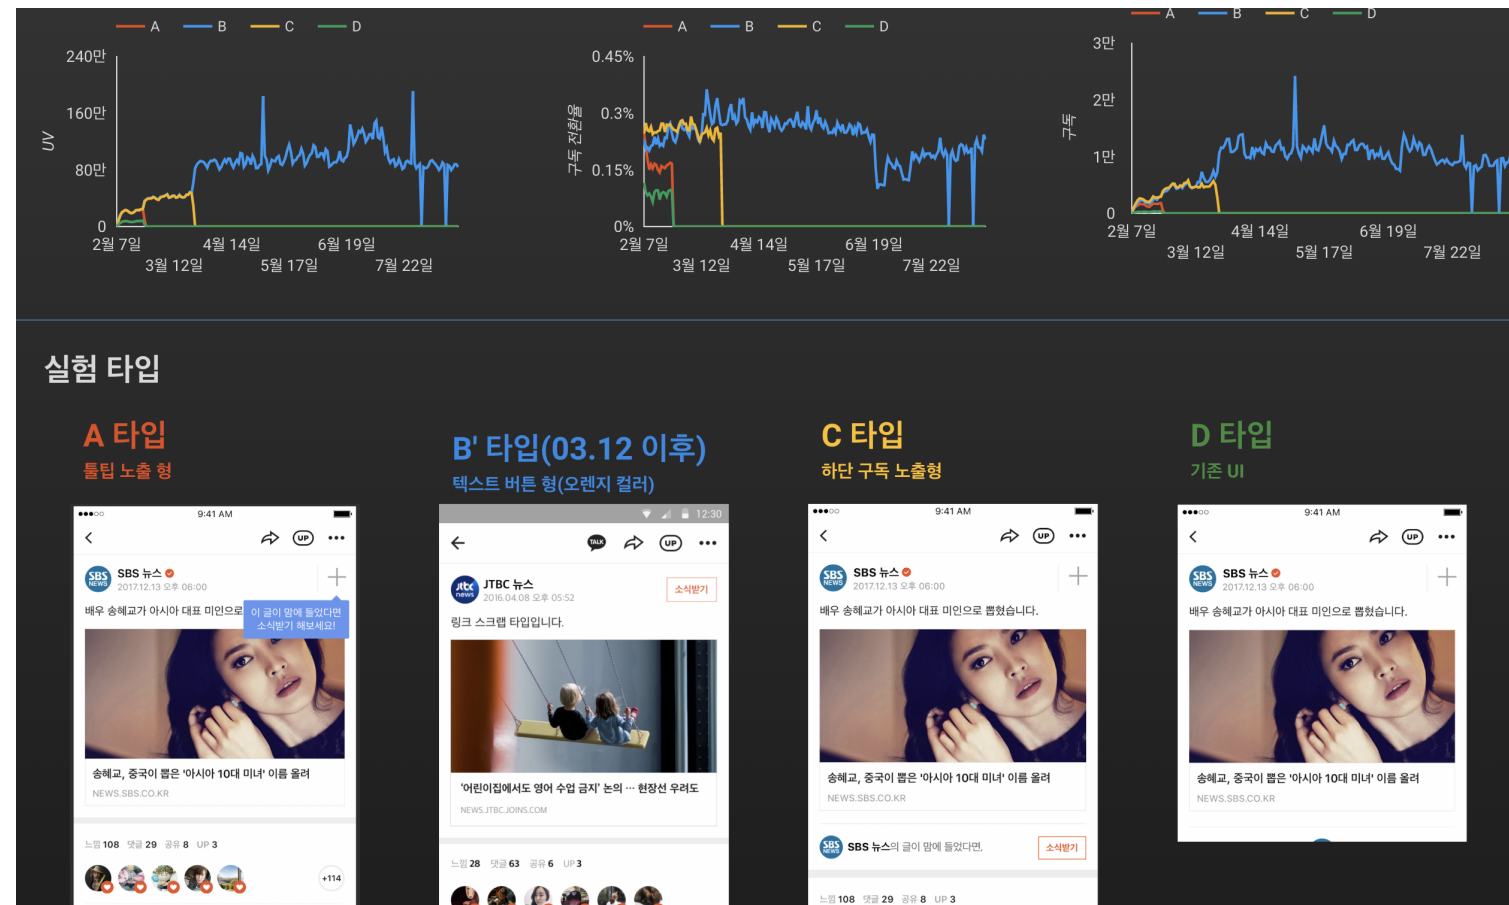 A B C D
240만
160만
80만
0
UV
2월 7일 4월 14일 6월 19일
3월 12일 5월 17일 7월 22일
A B C D
0.45%
0.3%
0.15%
0%
구독 전환율
2월 7일 4월 14일 6월 19일
3월 12일 5월 17일 7월 22일
A B C D
3만
2만
1만
0
구독
2월 7일 4월 14일 6월 19일
3월 12일 5월 17일 7월 22일
실험 타입
A 타입
툴팁 노출 형
9:41 AM
UP
SBS NEWS
SBS 뉴스
2017.12.13 오후 06:00
배우 송혜교가 아시아 대표 미인으로
이 글이 맘에 들었다면
소식받기 해보세요!
송혜교, 중국이 뽑은 '아시아 10대 미녀' 이름 올려
NEWS.SBS.CO.KR
느낌 108 댓글 29 공유 8 UP 3
+114
B' 타입(03.12 이후)
텍스트 버튼 형(오렌지 컬러)
12:30
TALK
UP
jtbc news
JTBC 뉴스
2016.04.08 오후 05:52
소식받기
링크 스크랩 타입입니다.
'어린이집에서도 영어 수업 금지' 논의 … 현장선 우려도
NEWS.JTBC.JOINS.COM
느낌 28 댓글 63 공유 6 UP 3
C 타입
하단 구독 노출형
9:41 AM
UP
SBS NEWS
SBS 뉴스
2017.12.13 오후 06:00
배우 송혜교가 아시아 대표 미인으로 뽑혔습니다.
송혜교, 중국이 뽑은 '아시아 10대 미녀' 이름 올려
NEWS.SBS.CO.KR
SBS NEWS
SBS 뉴스의 글이 맘에 들었다면,
소식받기
느낌 108 댓글 29 공유 8 UP 3
D 타입
기존 UI
9:41 AM
UP
SBS NEWS
SBS 뉴스
2017.12.13 오후 06:00
배우 송혜교가 아시아 대표 미인으로 뽑혔습니다.
송혜교, 중국이 뽑은 '아시아 10대 미녀' 이름 올려
NEWS.SBS.CO.KR